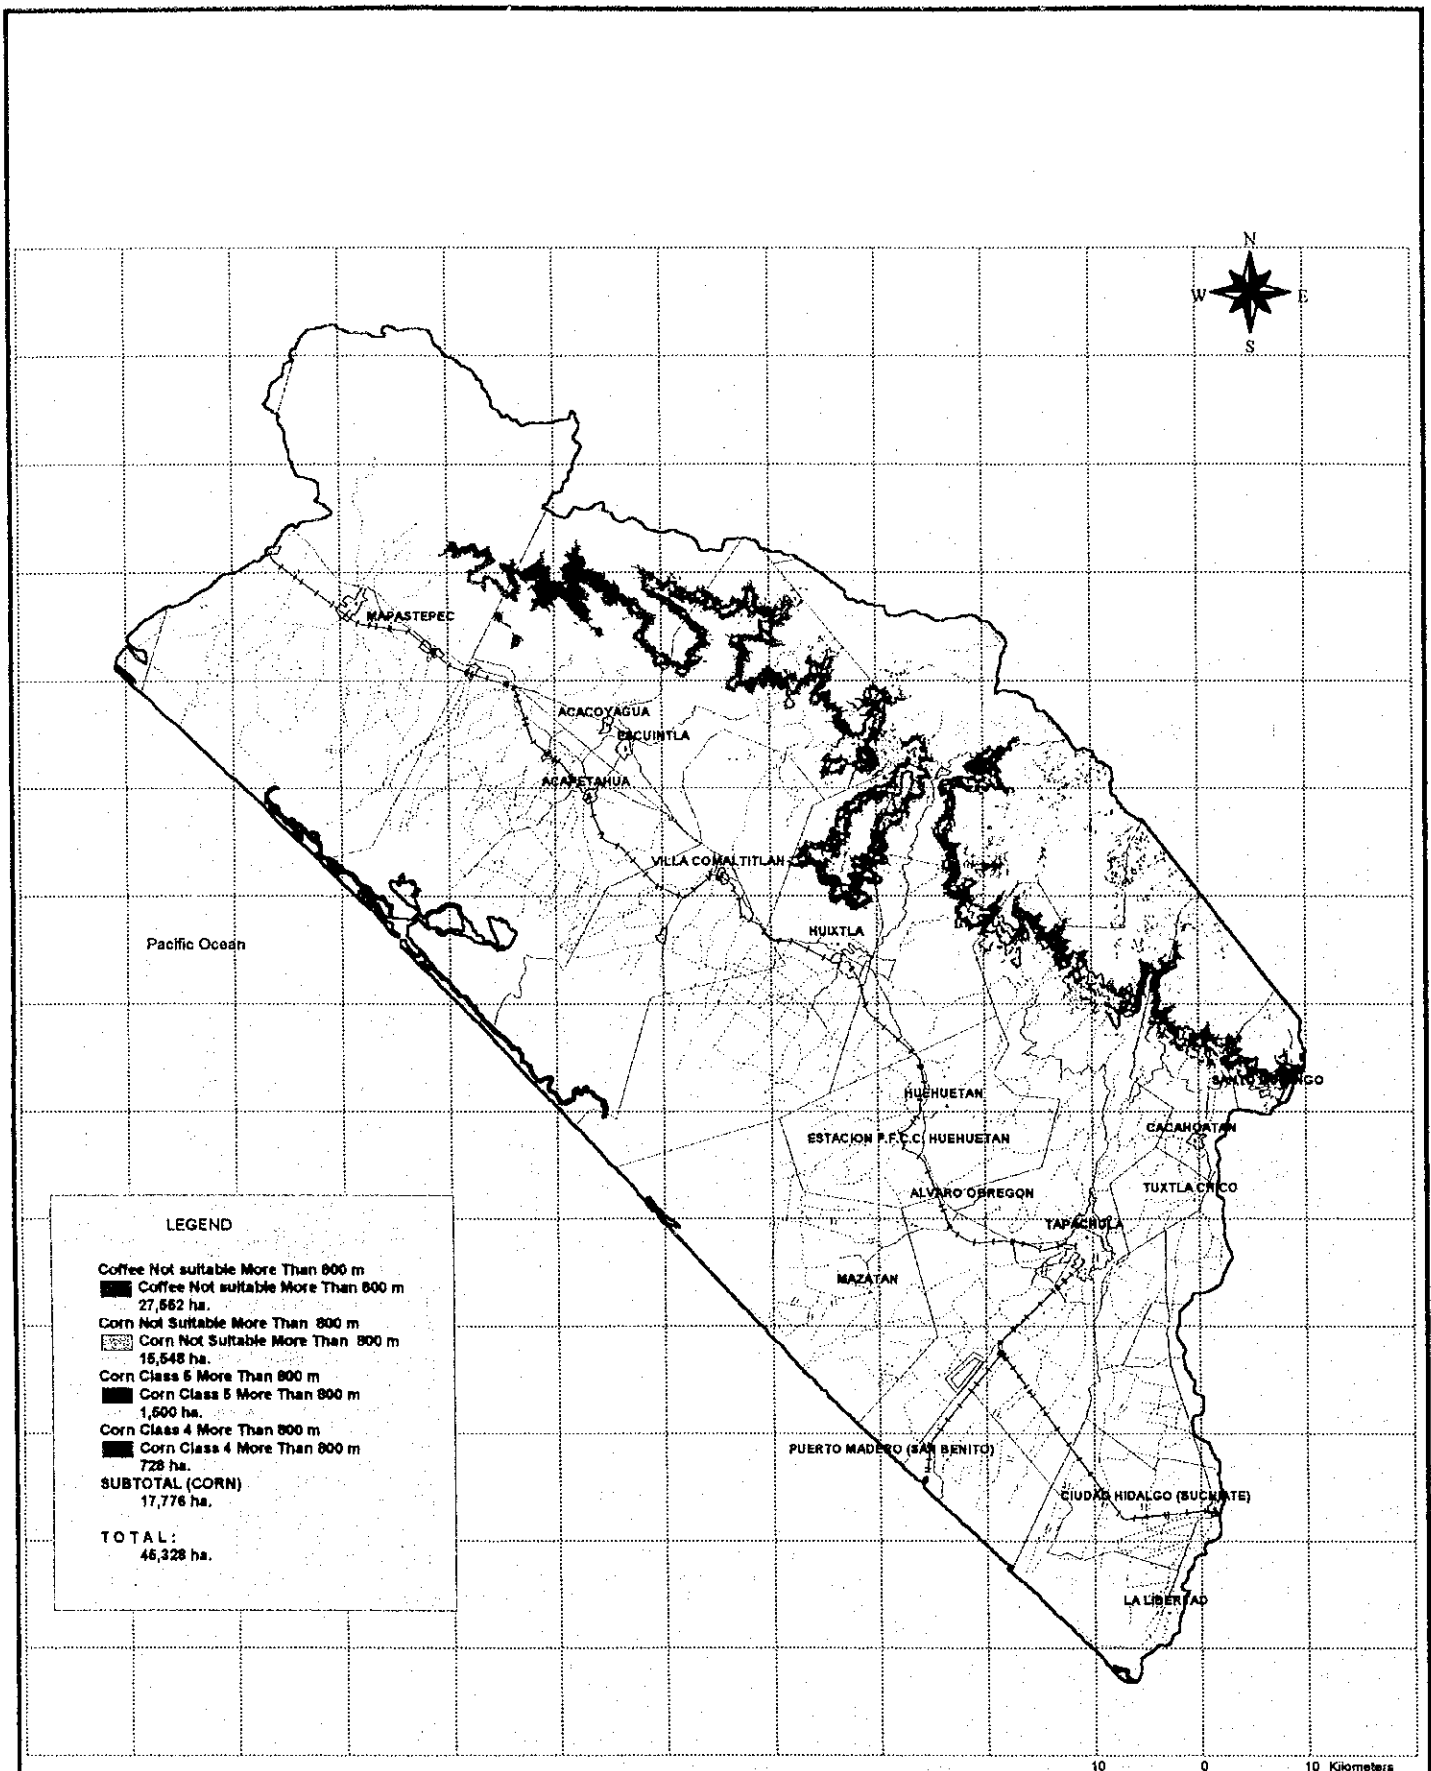 N
W E
S
MAPASTEPEC
ACACOYAGUA
ESCUINTLA
ACAPETAHUA
VILLA COMALTITLAN
HUIXTLA
Pacific Ocean
SANTO DOMINGO
HUEHUETAN
CACAHOATAN
ESTACION F.F.C.C. HUEHUETAN
TUXTLA CHICO
ALVARO OBREGON
TAPACHULA
MAZATAN
PUERTO MADERO (SAN BENITO)
CIUDAD HIDALGO (SUCHIATE)
LA LIBERTAD
LEGEND
Coffee Not suitable More Than 800 m
Coffee Not suitable More Than 800 m
27,552 ha.
Corn Not Suitable More Than 800 m
Corn Not Suitable More Than 800 m
15,548 ha.
Corn Class 5 More Than 800 m
Corn Class 5 More Than 800 m
1,500 ha.
Corn Class 4 More Than 800 m
Corn Class 4 More Than 800 m
728 ha.
SUBTOTAL (CORN)
17,776 ha.
TOTAL:
45,328 ha.
10 0 10 Kilometers